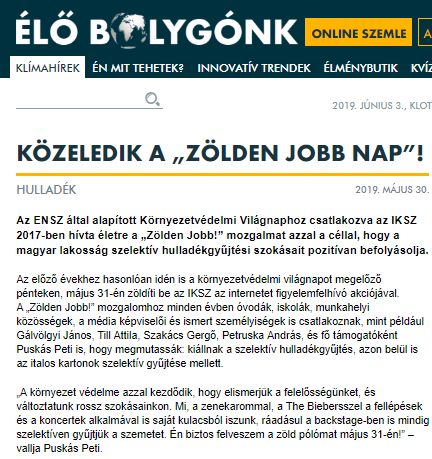 ÉLŐ BOLYGÓNK
ONLINE SZEMLE
A
KLÍMAHÍREK ÉN MIT TEHETEK? INNOVATÍV TRENDEK ÉLMÉNYBUTIK KVÍZ
2019. JÚNIUS 3., KLOT
KÖZELEDIK A „ZÖLDEN JOBB NAP”!
HULLADÉK 2019. MÁJUS 30.
Az ENSZ által alapított Környezetvédelmi Világnaphoz csatlakozva az IKSZ
2017-ben hívta életre a „Zölden Jobb!” mozgalmat azzal a céllal, hogy a
magyar lakosság szelektív hulladékgyűjtési szokásait pozitívan befolyásolja.
Az előző évekhez hasonlóan idén is a környezetvédelmi világnapot megelőző
pénteken, május 31-én zöldíti be az IKSZ az internetet figyelemfelhívó akciójával.
A „Zölden Jobb!” mozgalomhoz minden évben óvodák, iskolák, munkahelyi
közösségek, a média képviselői és ismert személyiségek is csatlakoznak, mint például
Gálvölgyi János, Till Attila, Szakács Gergő, Petruska András, és fő támogatóként
Puskás Peti is, hogy megmutassák: kiállnak a szelektív hulladékgyűjtés, azon belül is
az italos kartonok szelektív gyűjtése mellett.
„A környezet védelme azzal kezdődik, hogy elismerjük a felelősségünket, és
változtatunk rossz szokásainkon. Mi, a zenekarommal, a The Biebersszel a fellépések
és a koncertek alkalmával is saját kulacsból iszunk, ráadásul a backstage-ben is mindig
szelektíven gyűjtjük a szemetet. Én biztos felveszem a zöld pólómat május 31-én!” –
vallja Puskás Peti.